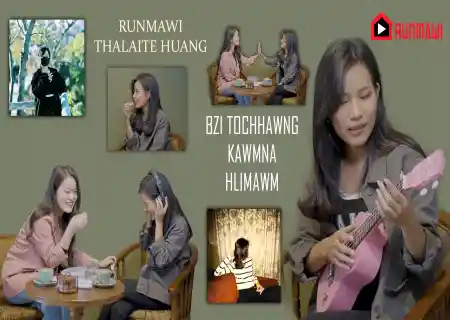 RUNMAWI
THALAITE HUANG
RUNMAWI
BZI TOCHHAWNG
KAWMNA
HLIMAWM